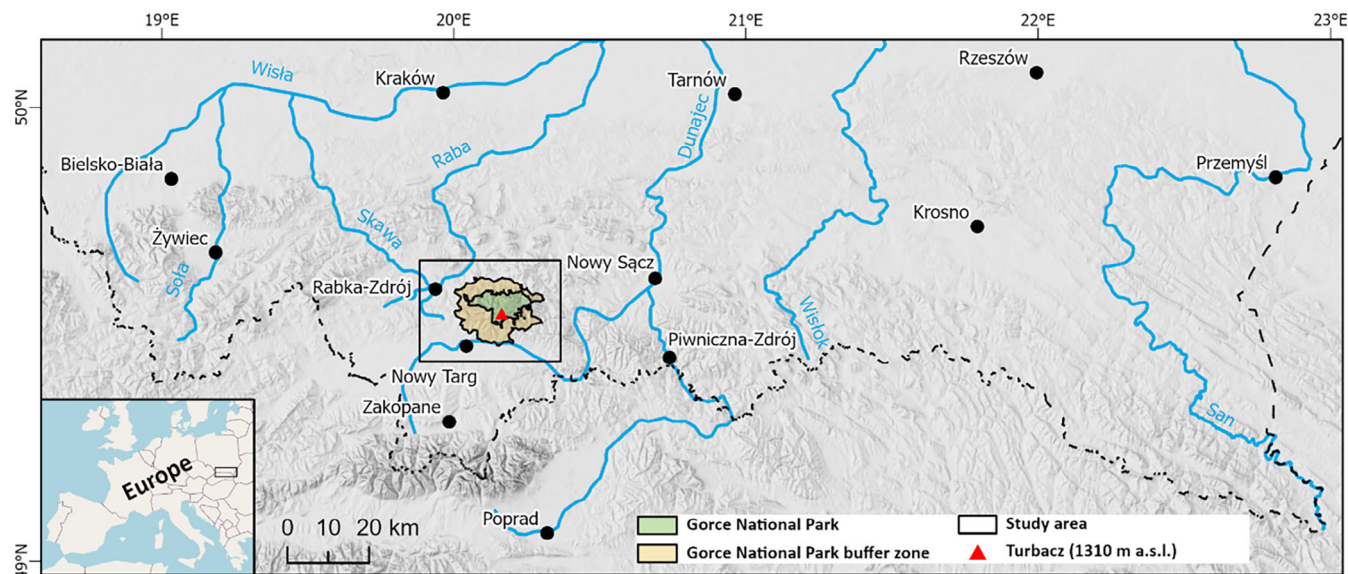 19°E
20°E
21°E
22°E
23°E
50°N
49°N
Wisła
Kraków
Tarnów
Rzeszów
Dunajec
Raba
Bielsko-Biała
Przemyśl
Krosno
Skawa
Żywiec
Soła
Nowy Sącz
Rabka-Zdrój
Wisłok
Piwniczna-Zdrój
Nowy Targ
Zakopane
San
Europe
Poprad
0 10 20 km
Gorce National Park
Study area
Gorce National Park buffer zone
Turbacz (1310 m a.s.l.)